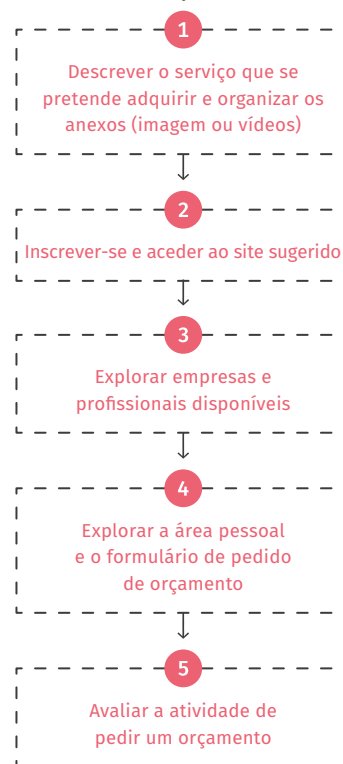 1
Descrever o serviço que se
pretende adquirir e organizar os
anexos (imagem ou vídeos)
2
Inscrever-se e aceder ao site sugerido
3
Explorar empresas e
profissionais disponíveis
4
Explorar a área pessoal
e o formulário de pedido
de orçamento
5
Avaliar a atividade de
pedir um orçamento